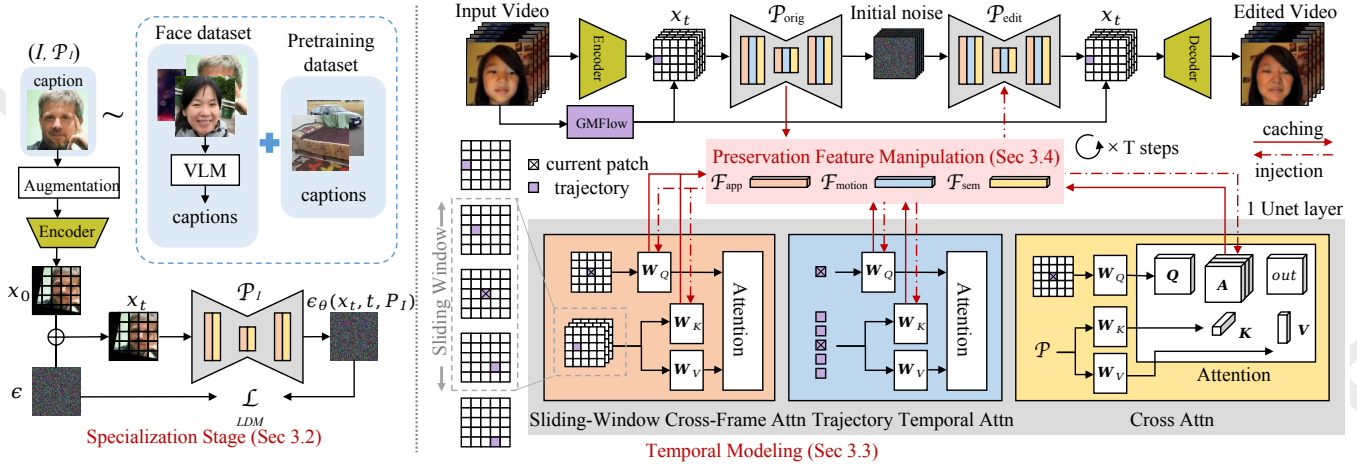 (I, P_I)
caption
~
Face dataset
VLM
captions
Pretraining
dataset
captions
Augmentation
Encoder
x_0
x_t
P_I
ϵ_θ(x_t, t, P_I)
ϵ
L
LDM
Specialization Stage (Sec 3.2)
Input Video
Encoder
x_t
P_orig
Initial noise
P_edit
x_t
Decoder
Edited Video
GMFlow
current patch
trajectory
Preservation Feature Manipulation (Sec 3.4)
F_app
F_motion
F_sem
× T steps
caching
injection
1 Unet layer
Sliding Window
W_Q
W_K
W_V
Attention
Sliding-Window Cross-Frame Attn
W_Q
W_K
W_V
Attention
Trajectory Temporal Attn
P
W_Q
W_K
W_V
Q
A
out
K
V
Attention
Cross Attn
Temporal Modeling (Sec 3.3)